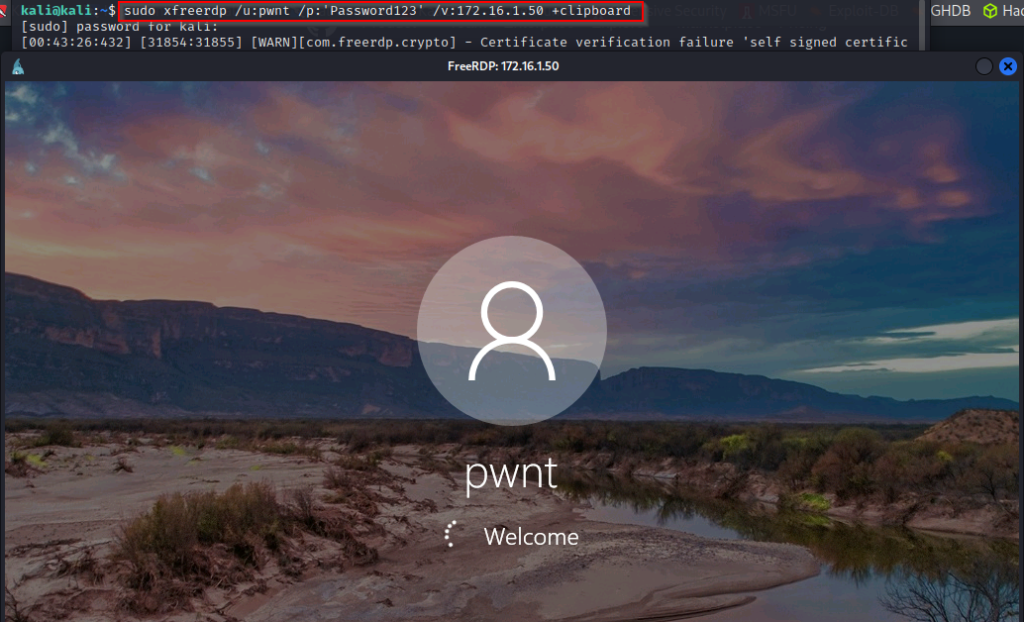 kali@kali:~$ sudo xfreerdp /u:pwnt /p:'Password123' /v:172.16.1.50 +clipboard
GHDB
[sudo] password for kali:
[00:43:26:432] [31854:31855] [WARN][com.freerdp.crypto] - Certificate verification failure 'self signed certific
FreeRDP: 172.16.1.50
pwnt
Welcome